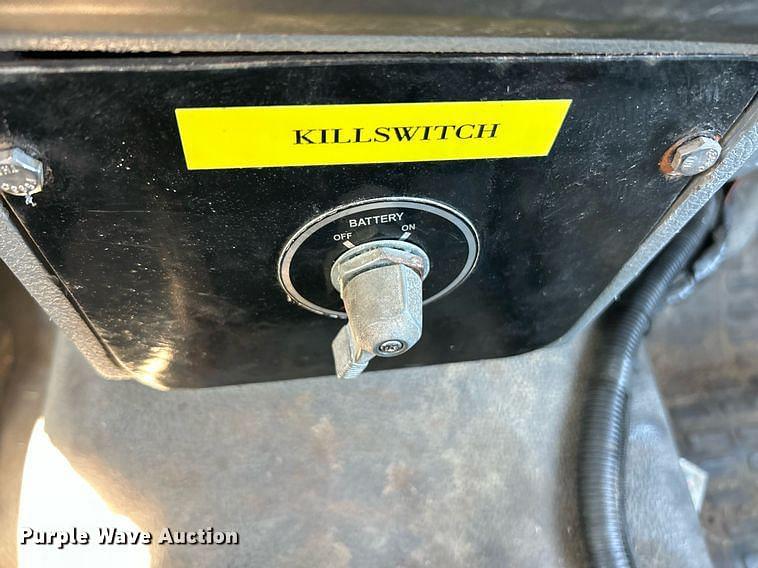 KILLSWITCH
BATTERY
OFF ON
Purple Wave Auction